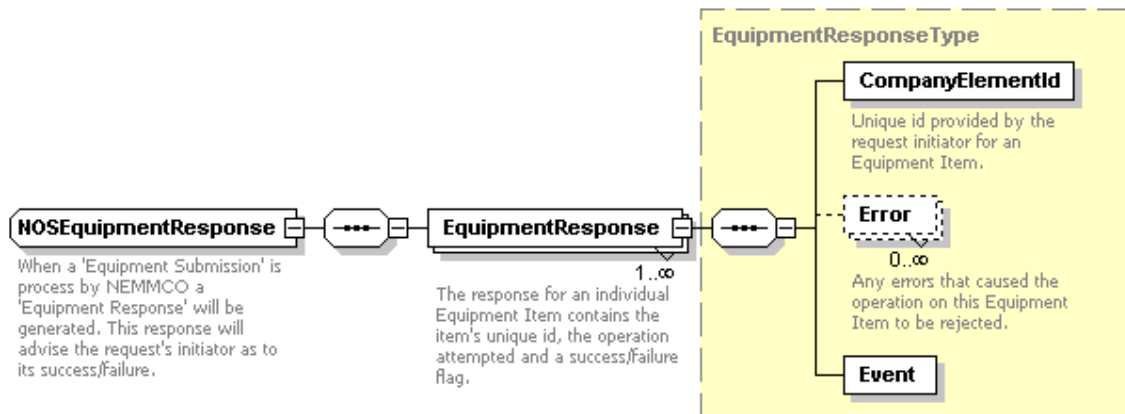 EquipmentResponseType
CompanyElementId
Unique id provided by the
request initiator for an
Equipment Item.
NOSEquipmentResponse
When a 'Equipment Submission' is
process by NEMMCO a
'Equipment Response' will be
generated. This response will
advise the request's initiator as to
its success/failure.
EquipmentResponse
1..∞
The response for an individual
Equipment Item contains the
item's unique id, the operation
attempted and a success/failure
flag.
Error
0..∞
Any errors that caused the
operation on this Equipment
Item to be rejected.
Event